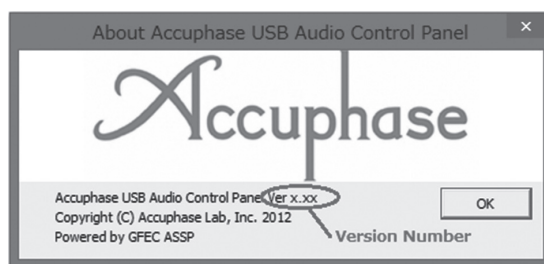 About Accuphase USB Audio Control Panel
×
Accuphase
Accuphase USB Audio Control Panel Ver x.xx
Copyright (C) Accuphase Lab, Inc. 2012
Powered by GFEC ASSP
OK
Version Number